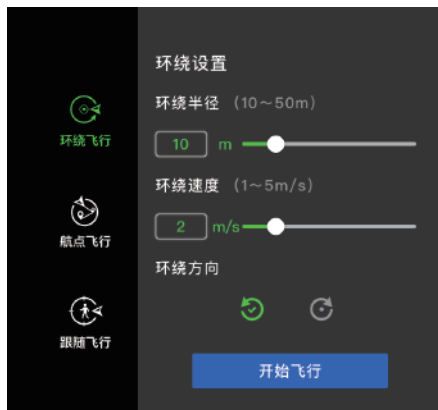 环绕飞行
航点飞行
跟随飞行
环绕设置
环绕半径 (10～50m)
10 m
环绕速度 (1～5m/s)
2 m/s
环绕方向
开始飞行